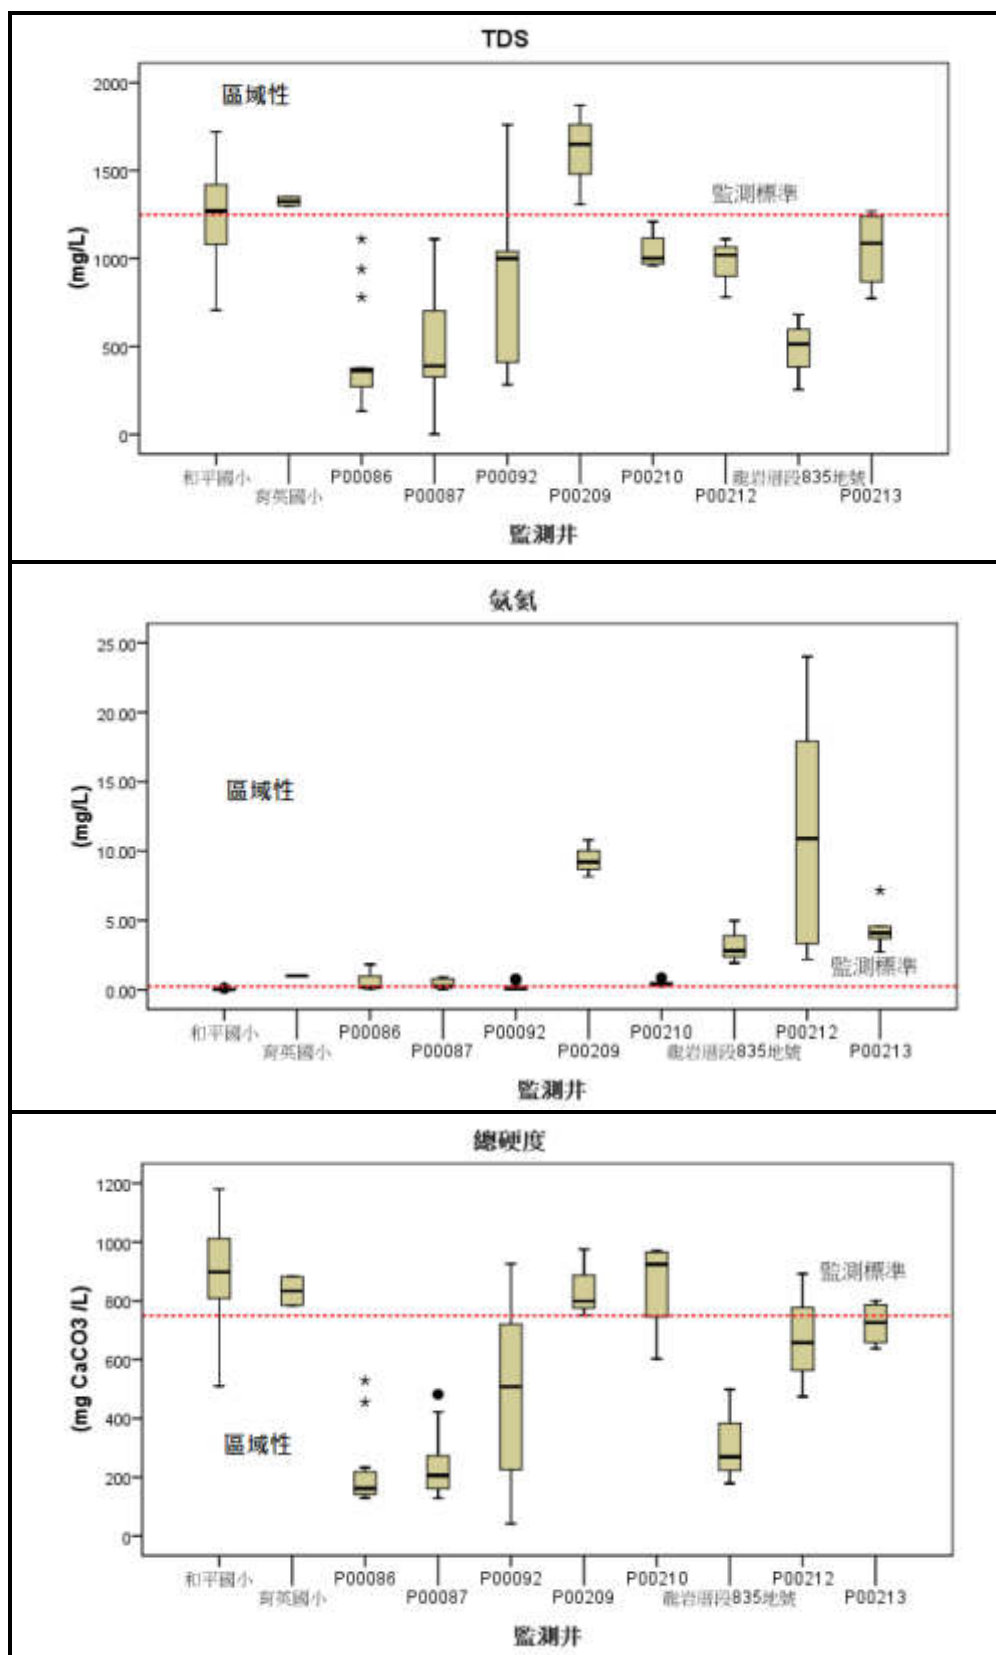 TDS
2000
區域性
1500
監測標準
(mg/L)
1000
500
0
和平國小 P00086 P00092 P00210 龍岩厝段835地號
育英國小 P00087 P00209 P00212 P00213
監測井
氨氮
25.00
20.00
15.00
區域性
(mg/L)
10.00
5.00
監測標準
0.00
和平國小 P00086 P00092 P00210 P00212
育英國小 P00087 P00209 龍岩厝段835地號 P00213
監測井
總硬度
1200
1000
監測標準
800
(mg CaCO3 /L)
600
400
區域性
200
0
和平國小 P00086 P00092 P00210 P00212
育英國小 P00087 P00209 龍岩厝段835地號 P00213
監測井